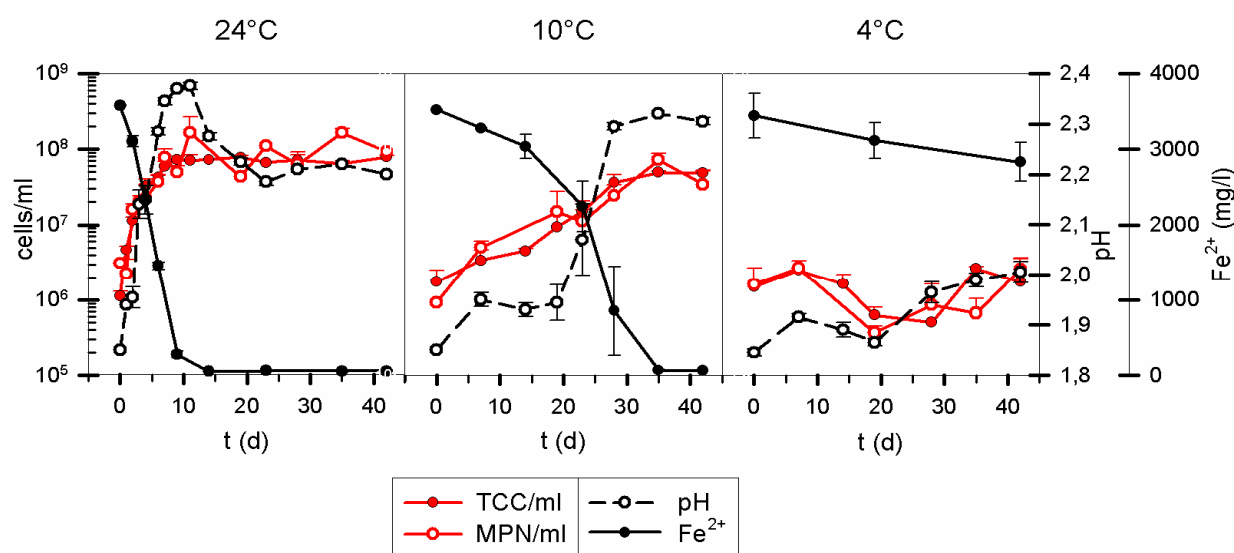 24°C 10°C 4°C
10⁹ 2,4 4000
10⁸ 2,3 3000
2,2
10⁷ 2,1 2000
10⁶ 2,0 1000
1,9
10⁵ 1,8 0
cells/ml
pH
Fe²⁺ (mg/l)
0 10 20 30 40 0 10 20 30 40 0 10 20 30 40
t (d) t (d) t (d)
TCC/ml pH
MPN/ml Fe²⁺